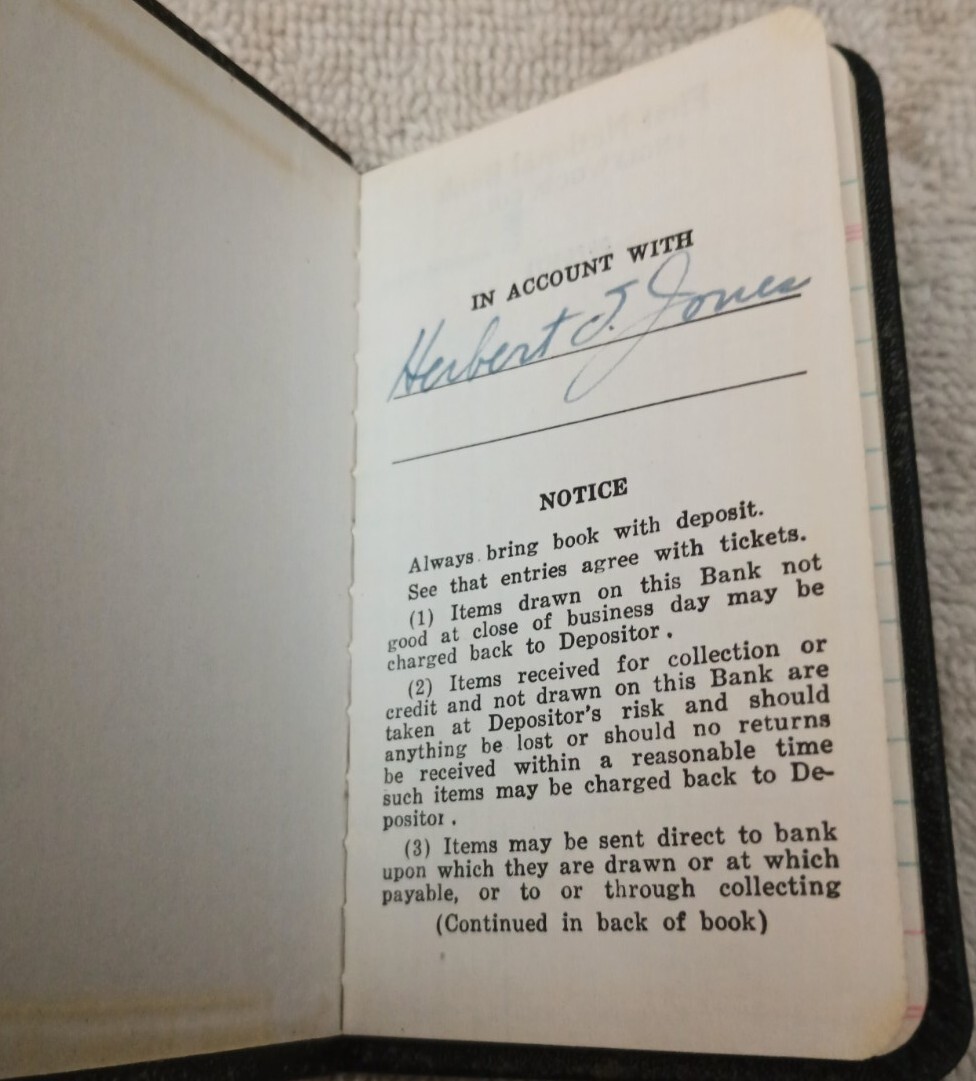 IN ACCOUNT WITH
Herbert J. Jones
NOTICE
Always bring book with deposit.
See that entries agree with tickets.
(1) Items drawn on this Bank not
good at close of business day may be
charged back to Depositor.
(2) Items received for collection or
credit and not drawn on this Bank are
taken at Depositor's risk and should
anything be lost or should no returns
be received within a reasonable time
such items may be charged back to De-
positor.
(3) Items may be sent direct to bank
upon which they are drawn or at which
payable, or to or through collecting
(Continued in back of book)